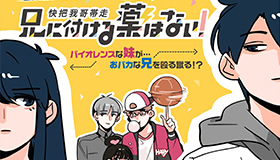 快把我哥带走
兄に付ける薬はない!
バイオレンスな妹が…
おバカな兄を殴る蹴る!?